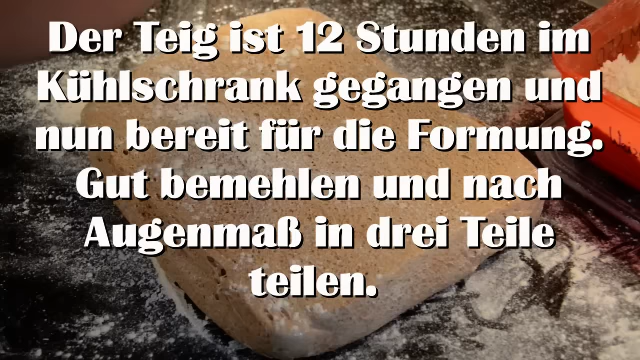 Der Teig ist 12 Stunden im
Kühlschrank gegangen und
nun bereit für die Formung.
Gut bemehlen und nach
Augenmaß in drei Teile
teilen.